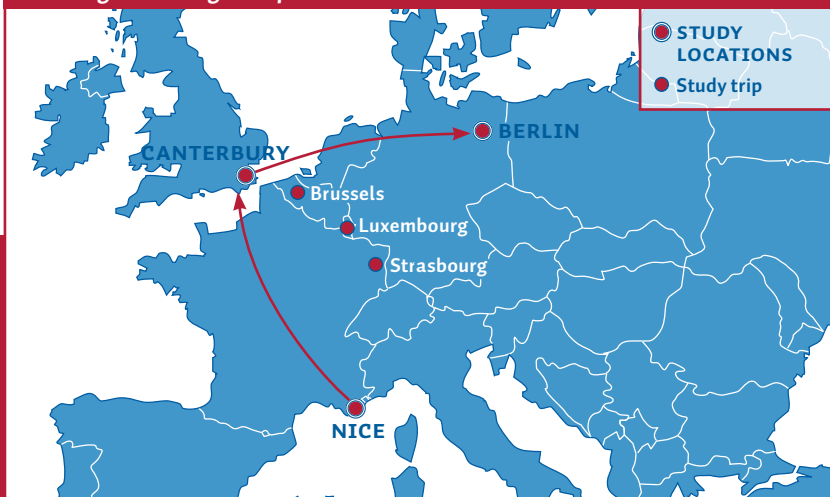 STUDY
LOCATIONS
Study trip
CANTERBURY
BERLIN
Brussels
Luxembourg
Strasbourg
NICE